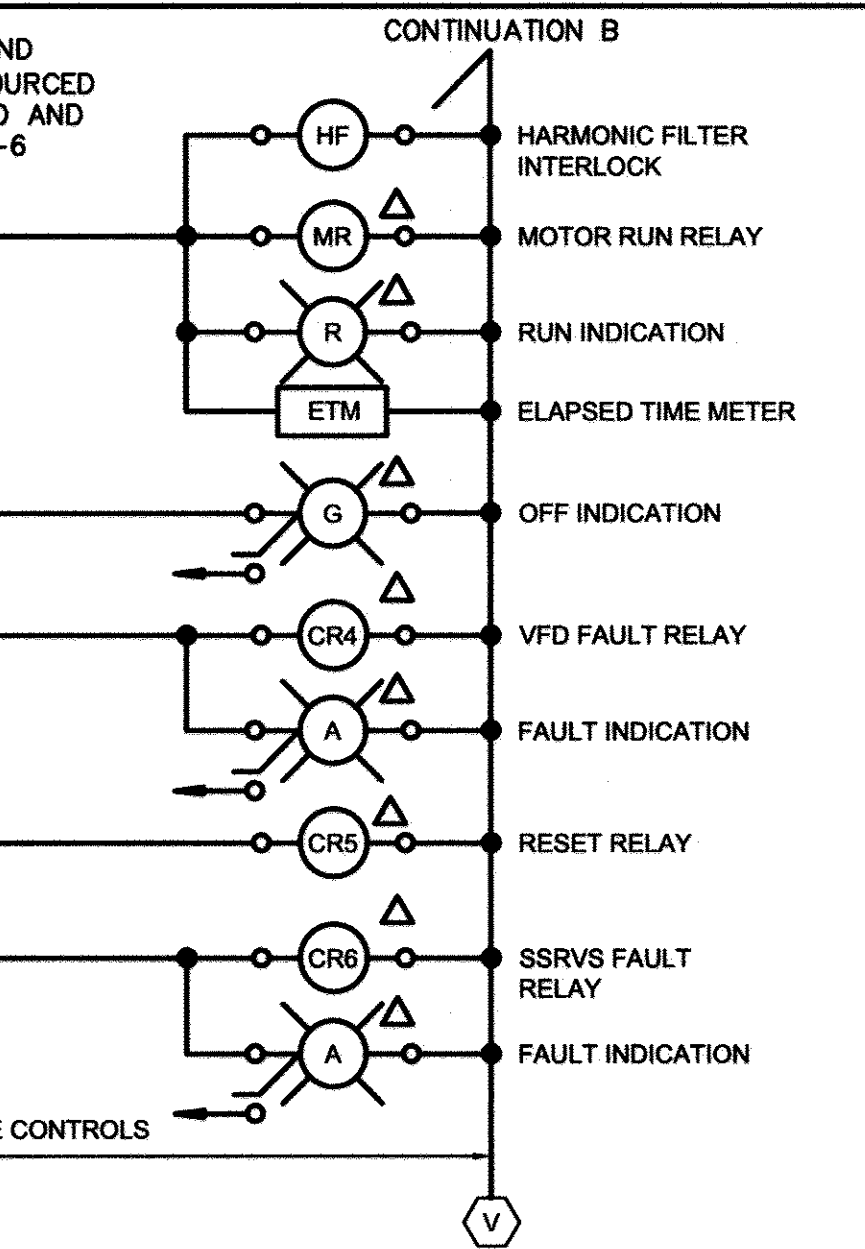 CONTINUATION B
ND
OURCED
D AND
-6
HF
HARMONIC FILTER
INTERLOCK
MR
MOTOR RUN RELAY
R
RUN INDICATION
ETM
ELAPSED TIME METER
G
OFF INDICATION
CR4
VFD FAULT RELAY
A
FAULT INDICATION
CR5
RESET RELAY
CR6
SSRVS FAULT
RELAY
A
FAULT INDICATION
E CONTROLS
V